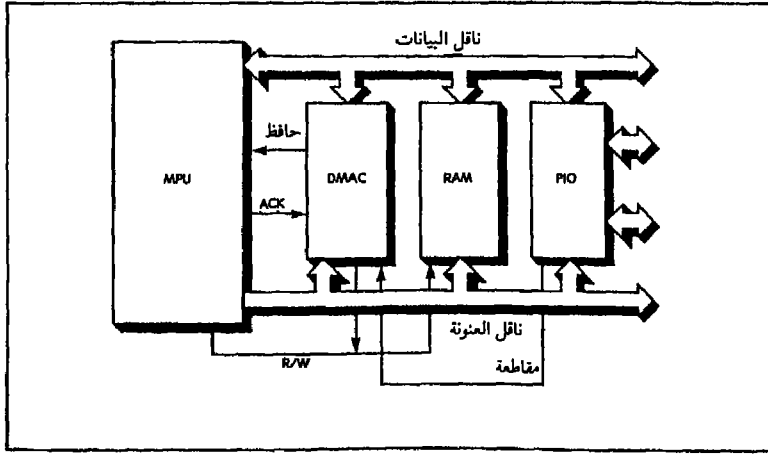 ناقل البيانات
حافظ
MPU
DMAC
RAM
PIO
ACK
ناقل العنونة
R/W
مقاطعة